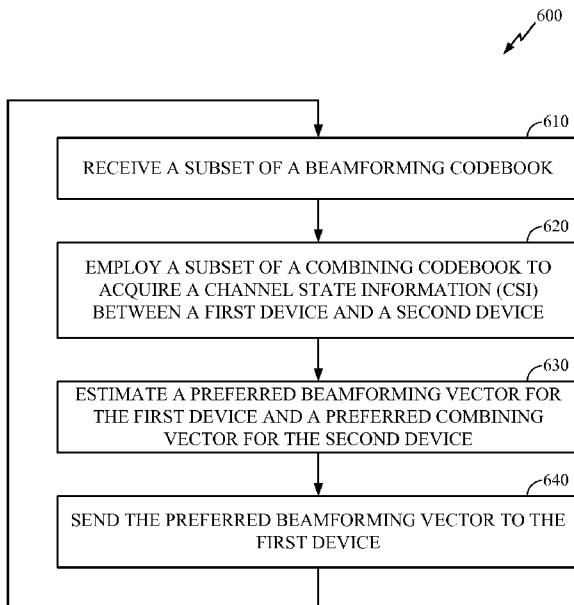 600
610
RECEIVE A SUBSET OF A BEAMFORMING CODEBOOK
620
EMPLOY A SUBSET OF A COMBINING CODEBOOK TO
ACQUIRE A CHANNEL STATE INFORMATION (CSI)
BETWEEN A FIRST DEVICE AND A SECOND DEVICE
630
ESTIMATE A PREFERRED BEAMFORMING VECTOR FOR
THE FIRST DEVICE AND A PREFERRED COMBINING
VECTOR FOR THE SECOND DEVICE
640
SEND THE PREFERRED BEAMFORMING VECTOR TO THE
FIRST DEVICE